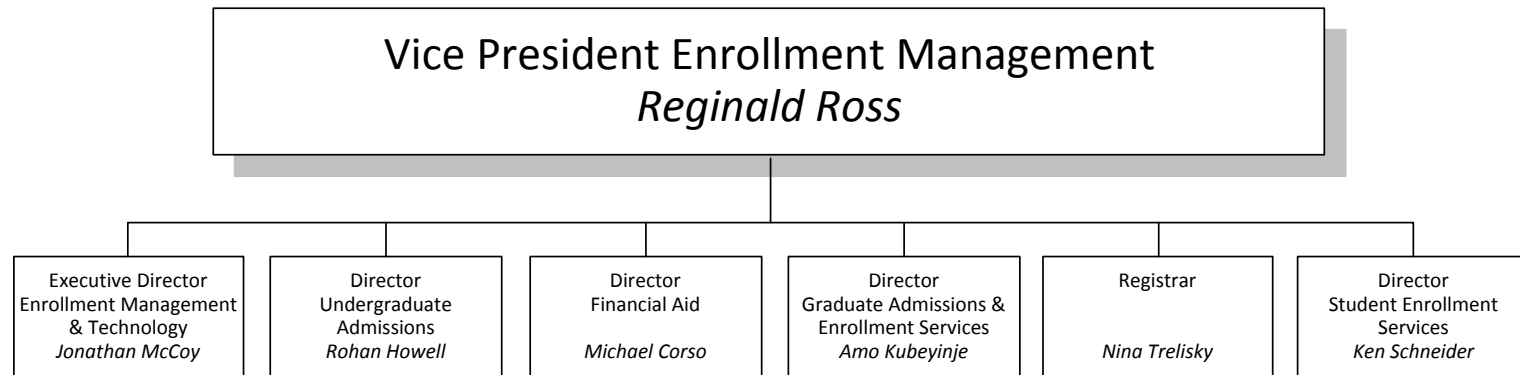 Vice President Enrollment Management
Reginald Ross
Executive Director
Enrollment Management
& Technology
Jonathan McCoy
Director
Undergraduate
Admissions
Rohan Howell
Director
Financial Aid
Michael Corso
Director
Graduate Admissions &
Enrollment Services
Amo Kubeyinje
Registrar
Nina Trelisky
Director
Student Enrollment
Services
Ken Schneider